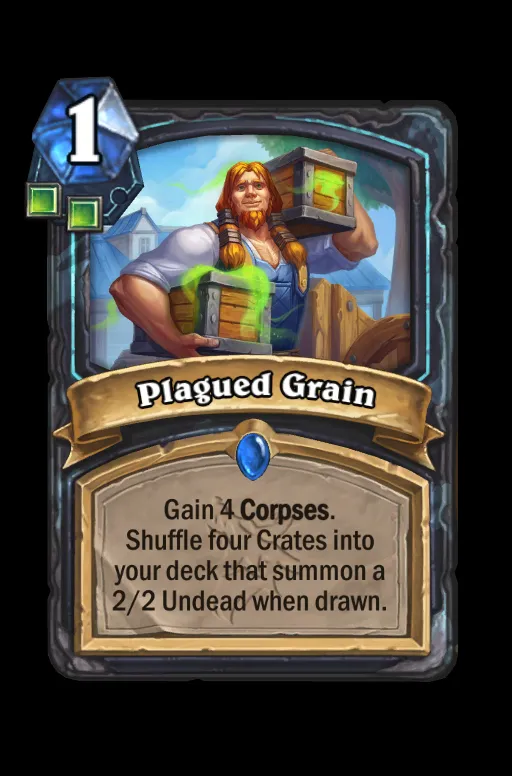 1
Plagued Grain
Gain 4 Corpses.
Shuffle four Crates into
your deck that summon a
2/2 Undead when drawn.